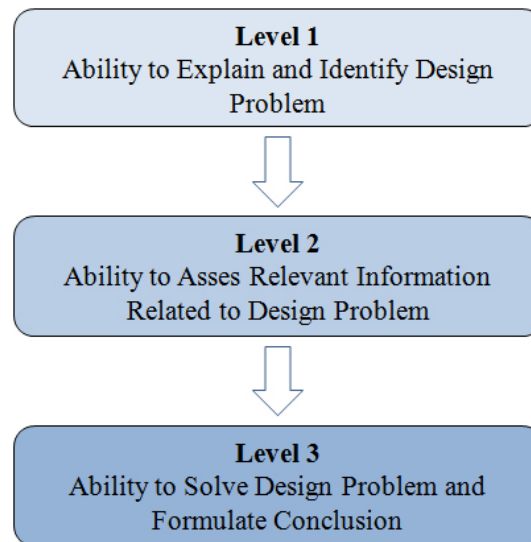 Level 1
Ability to Explain and Identify Design
Problem
Level 2
Ability to Asses Relevant Information
Related to Design Problem
Level 3
Ability to Solve Design Problem and
Formulate Conclusion